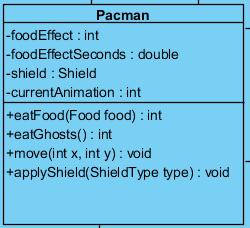 Pacman
-foodEffect : int
-foodEffectSeconds : double
-shield : Shield
-currentAnimation : int
+eatFood(Food food) : int
+eatGhosts() : int
+move(int x, int y) : void
+applyShield(ShieldType type) : void